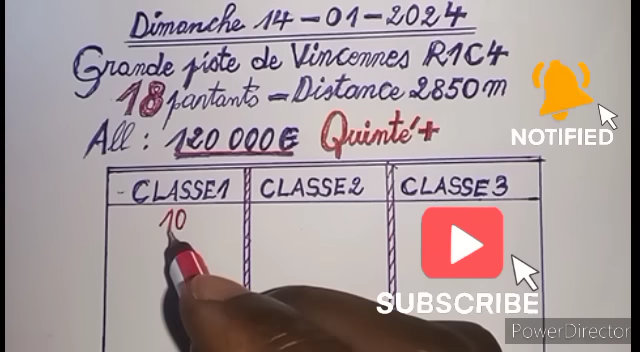 Dimanche 14-01-2024
Grande piste de Vincennes R1C4
18 partants - Distance 2850m
All : 120 000€ Quinté+
NOTIFIED
- CLASSE1 CLASSE2 CLASSE3
10
SUBSCRIBE
PowerDirector